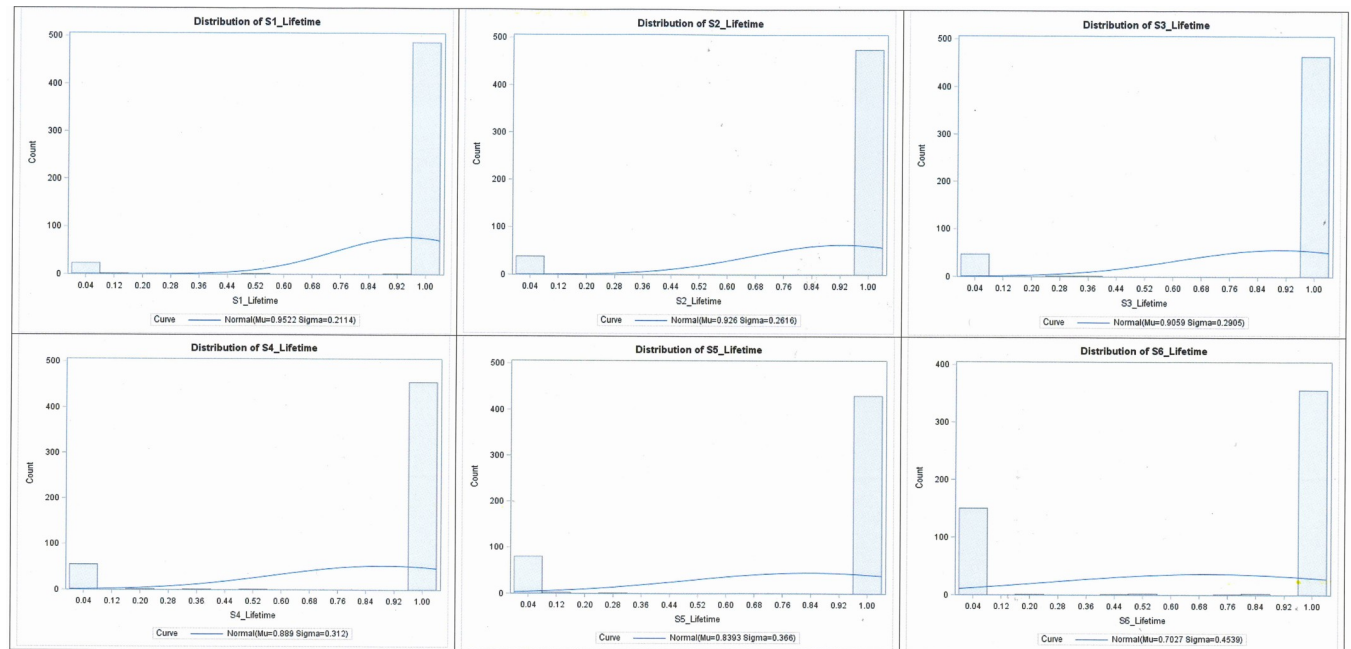 Distribution of S1_Lifetime
500
400
300
200
100
0
Count
0.04 0.12 0.20 0.28 0.36 0.44 0.52 0.60 0.68 0.76 0.84 0.92 1.00
S1_Lifetime
Curve Normal(Mu=0.9522 Sigma=0.2114)
Distribution of S2_Lifetime
500
400
300
200
100
0
Count
0.04 0.12 0.20 0.28 0.36 0.44 0.52 0.60 0.68 0.76 0.84 0.92 1.00
S2_Lifetime
Curve Normal(Mu=0.926 Sigma=0.2616)
Distribution of S3_Lifetime
500
400
300
200
100
0
Count
0.04 0.12 0.20 0.28 0.36 0.44 0.52 0.60 0.68 0.76 0.84 0.92 1.00
S3_Lifetime
Curve Normal(Mu=0.9059 Sigma=0.2905)
Distribution of S4_Lifetime
500
400
300
200
100
0
Count
0.04 0.12 0.20 0.28 0.36 0.44 0.52 0.60 0.68 0.76 0.84 0.92 1.00
S4_Lifetime
Curve Normal(Mu=0.889 Sigma=0.312)
Distribution of S5_Lifetime
500
400
300
200
100
0
Count
0.04 0.12 0.20 0.28 0.36 0.44 0.52 0.60 0.68 0.76 0.84 0.92 1.00
S5_Lifetime
Curve Normal(Mu=0.8393 Sigma=0.366)
Distribution of S6_Lifetime
400
300
200
100
0
Count
0.04 0.12 0.20 0.28 0.36 0.44 0.52 0.60 0.68 0.76 0.84 0.92 1.00
S6_Lifetime
Curve Normal(Mu=0.7027 Sigma=0.4539)